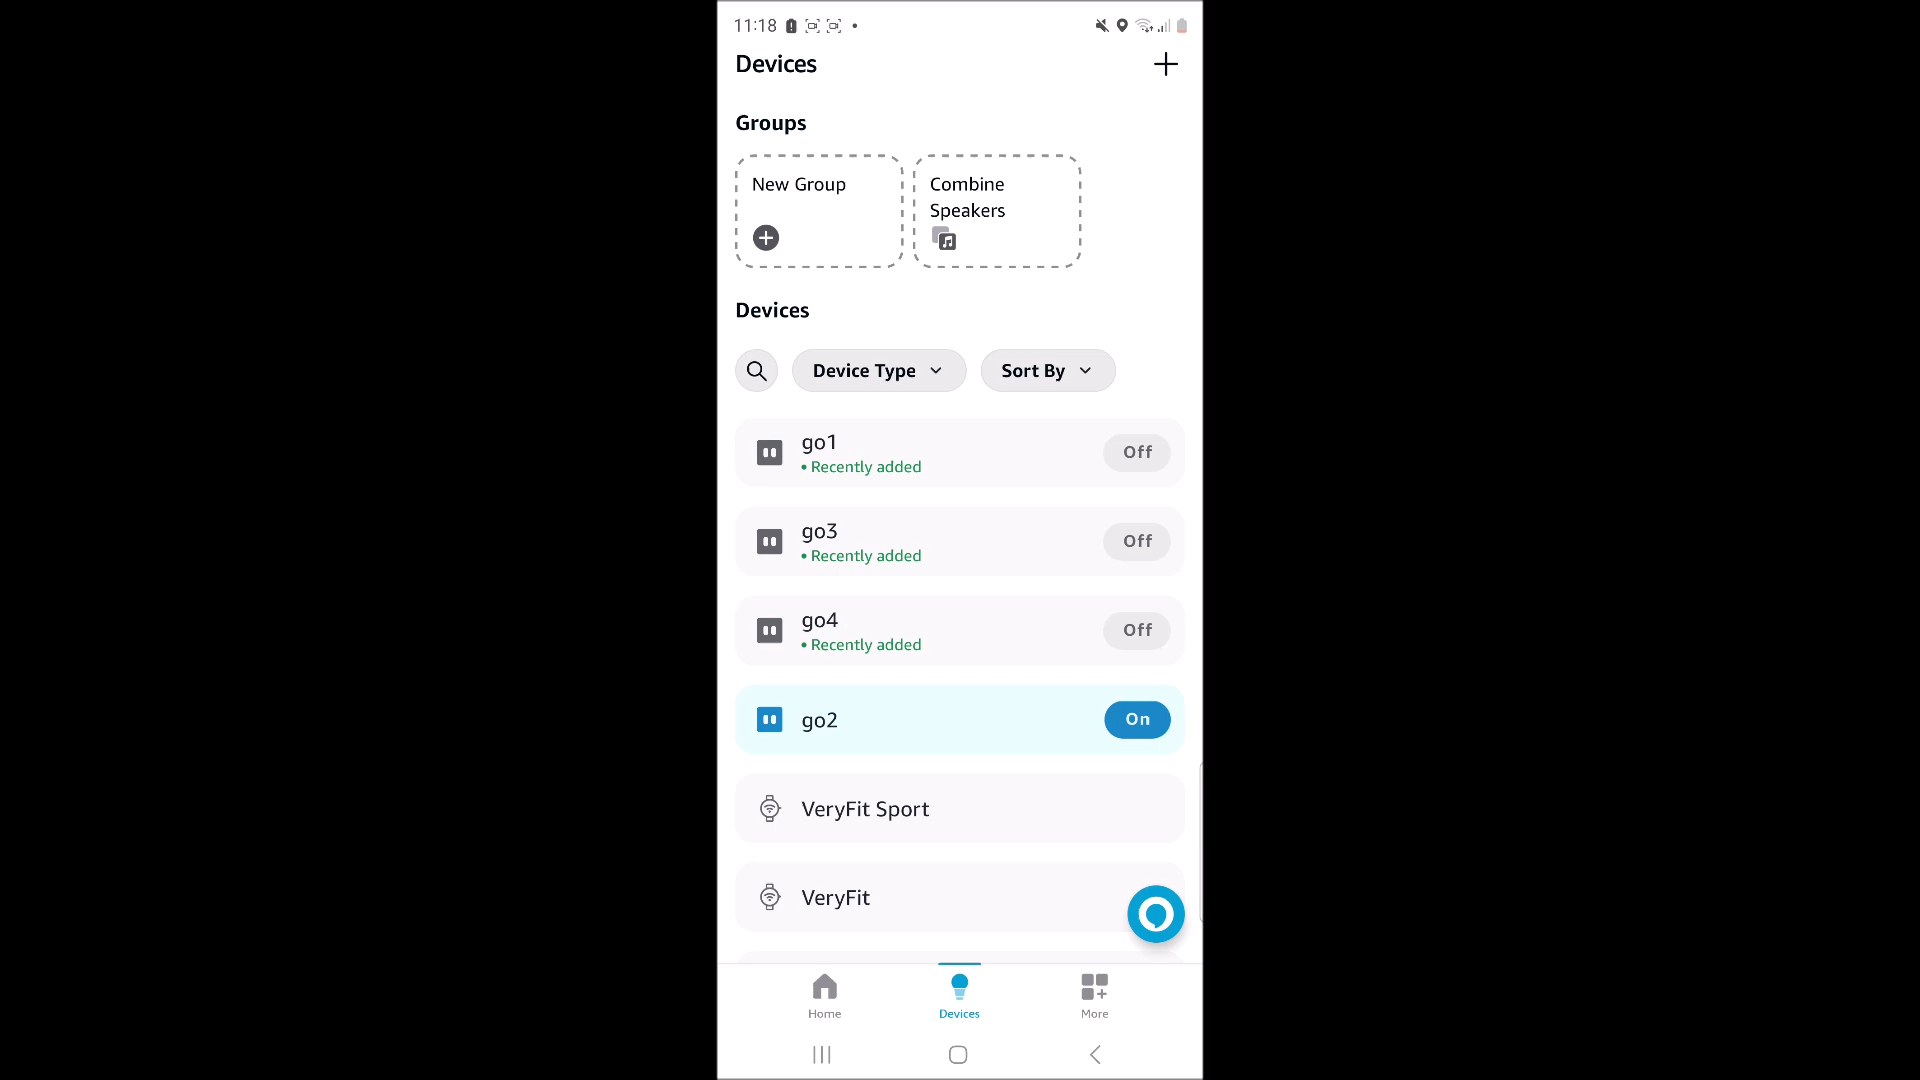 11:18
Devices
Groups
New Group
Combine
Speakers
Devices
Device Type
Sort By
go1
• Recently added
Off
go3
• Recently added
Off
go4
• Recently added
Off
go2
On
VeryFit Sport
VeryFit
Home
Devices
More